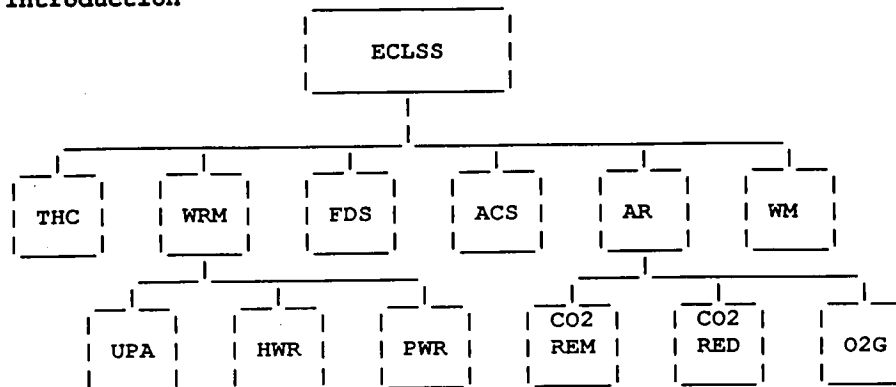 Introduction
ECLSS
THC WRM FDS ACS AR WM
UPA HWR PWR CO2 REM CO2 RED O2G